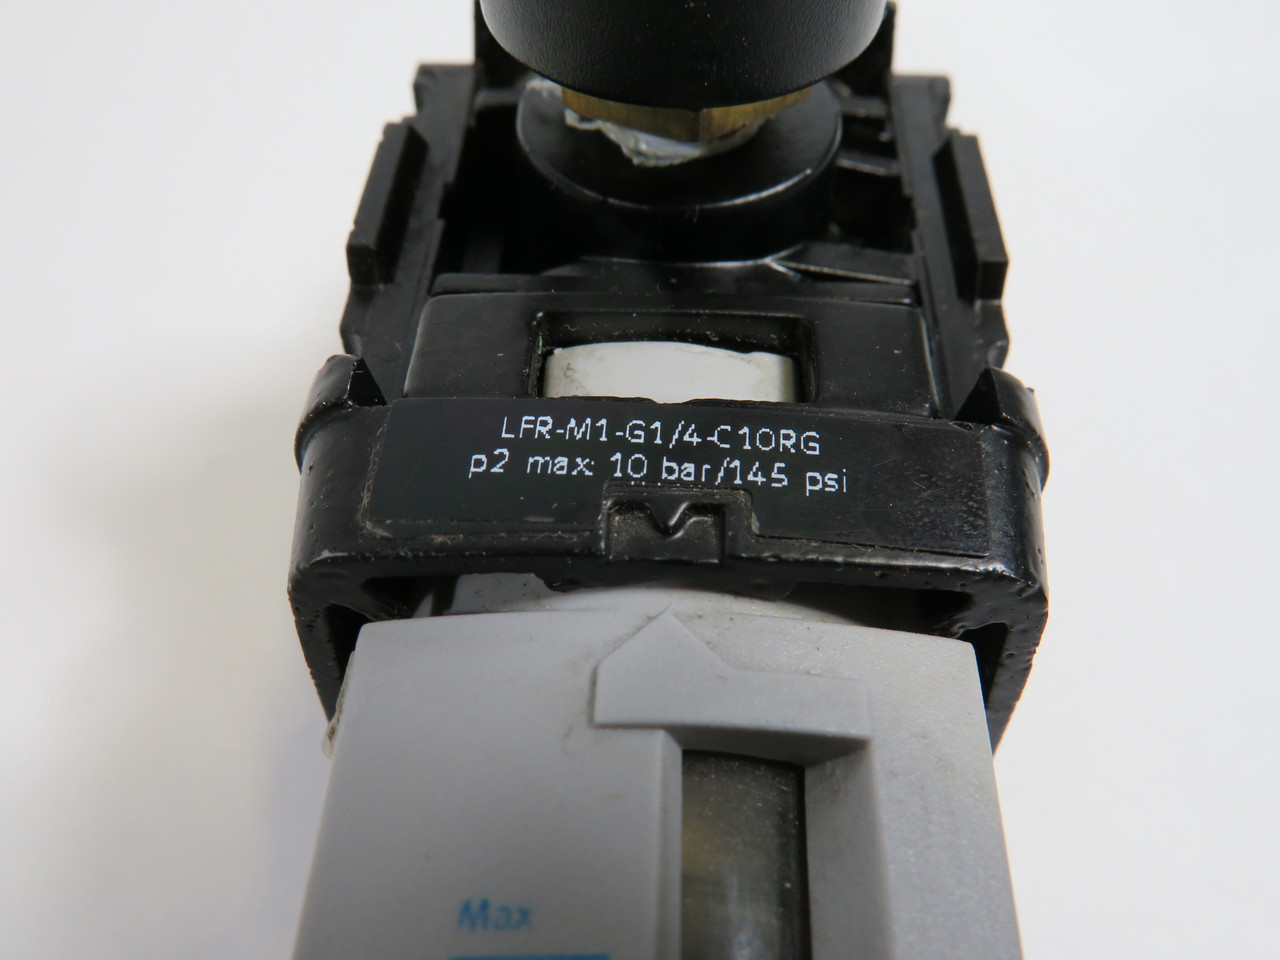 LFR-M1-G1/4-C10RG
p2 max 10 bar/145 psi
Max